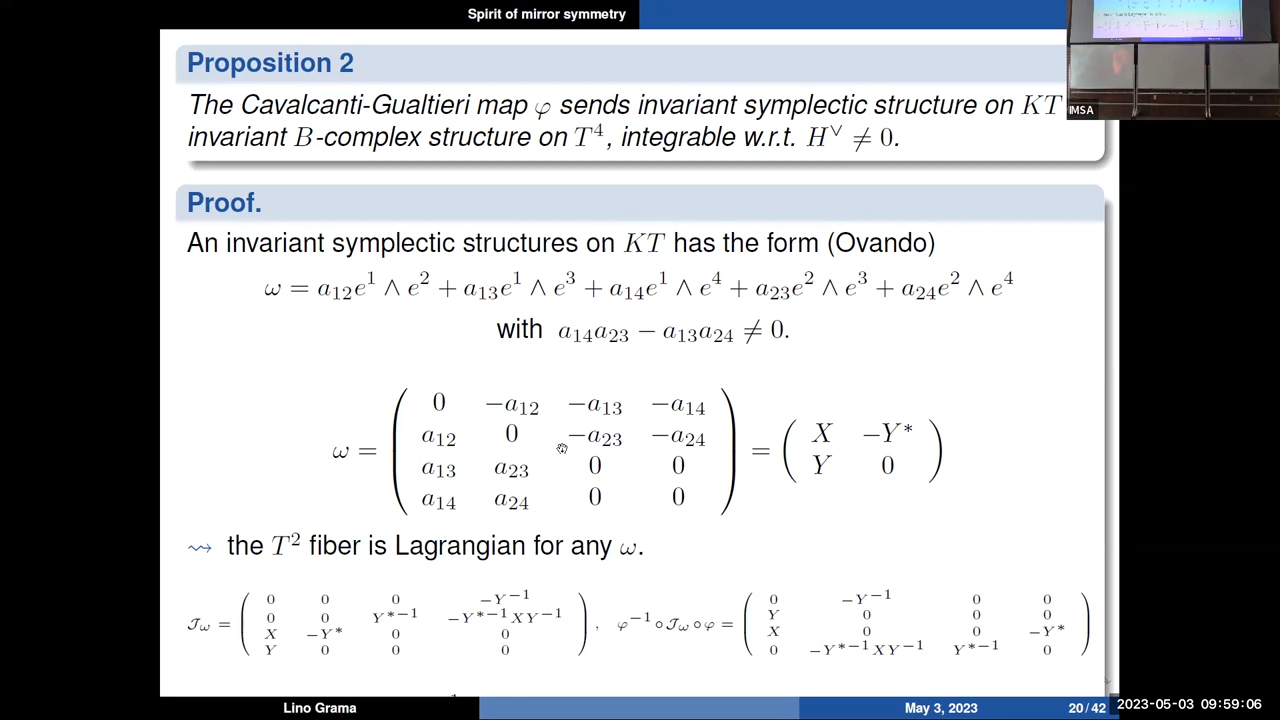 Spirit of mirror symmetry
Proposition 2
The Cavalcanti-Gualtieri map φ sends invariant symplectic structure on KT
invariant B-complex structure on T⁴, integrable w.r.t. H^∨ ≠ 0.
Proof.
An invariant symplectic structures on KT has the form (Ovando)
ω = a₁₂e¹ ∧ e² + a₁₃e¹ ∧ e³ + a₁₄e¹ ∧ e⁴ + a₂₃e² ∧ e³ + a₂₄e² ∧ e⁴
with a₁₄a₂₃ − a₁₃a₂₄ ≠ 0.
ω = ( 0 −a₁₂ −a₁₃ −a₁₄ ; a₁₂ 0 −a₂₃ −a₂₄ ; a₁₃ a₂₃ 0 0 ; a₁₄ a₂₄ 0 0 ) = ( X −Y* ; Y 0 )
⇝ the T² fiber is Lagrangian for any ω.
𝒥_ω = ( 0 0 0 −Y⁻¹ ; 0 0 Y*⁻¹ −Y*⁻¹XY⁻¹ ; X −Y* 0 0 ; Y 0 0 0 ), φ⁻¹ ∘ 𝒥_ω ∘ φ = ( 0 −Y⁻¹ 0 0 ; Y 0 0 0 ; X 0 0 −Y* ; 0 −Y*⁻¹XY⁻¹ Y*⁻¹ 0 )
Lino Grama
May 3, 2023
20/42
IMSA
2023-05-03 09:59:06